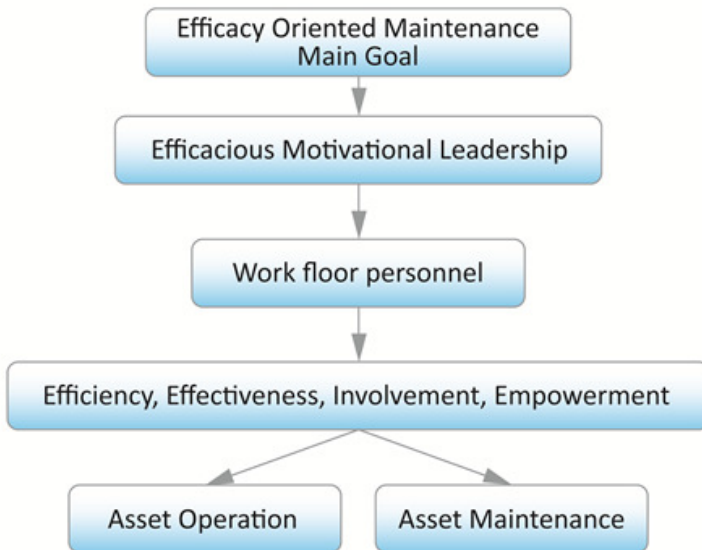 Efficacy Oriented Maintenance
Main Goal
Efficacious Motivational Leadership
Work floor personnel
Efficiency, Effectiveness, Involvement, Empowerment
Asset Operation
Asset Maintenance